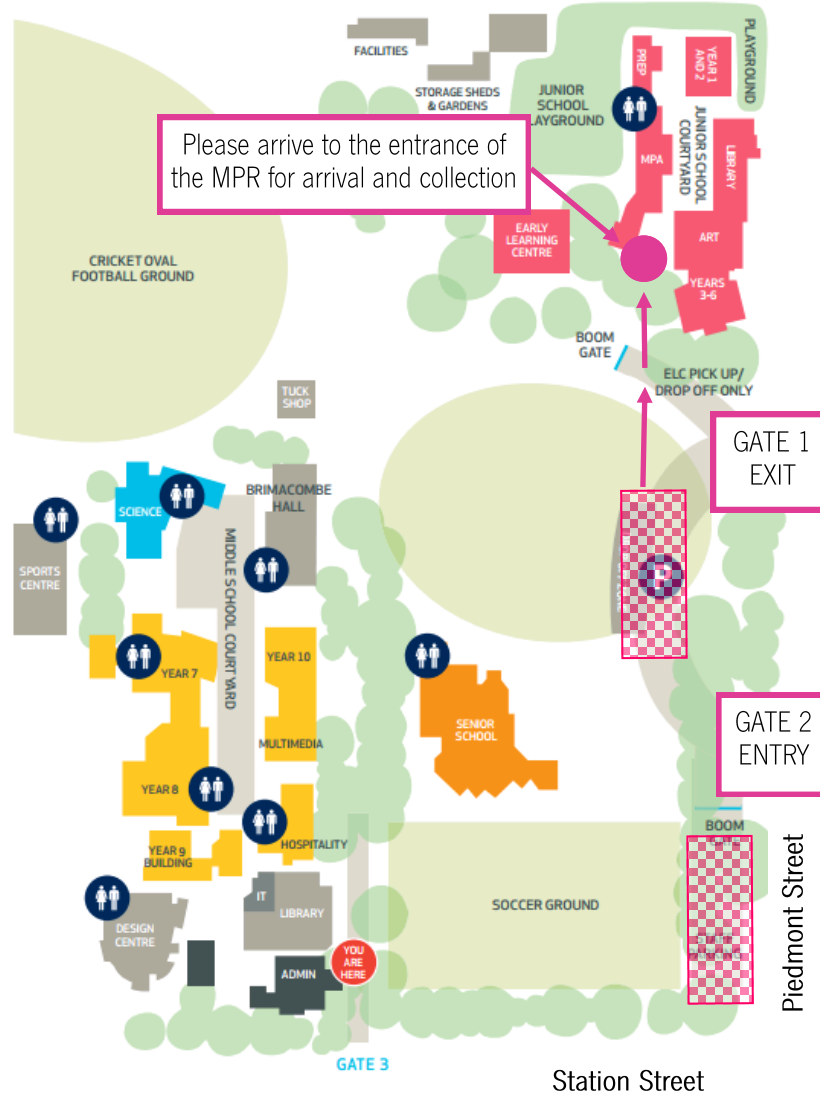 FACILITIES
STORAGE SHEDS
& GARDENS
JUNIOR
SCHOOL
LAYGROUND
PREP
YEAR 1
AND 2
PLAYGROUND
MPA
JUNIOR SCHOOL
COURTYARD
LIBRARY
Please arrive to the entrance of
the MPR for arrival and collection
EARLY
LEARNING
CENTRE
ART
YEARS
3-6
CRICKET OVAL
FOOTBALL GROUND
BOOM
GATE
ELC PICK UP/
DROP OFF ONLY
TUCK
SHOP
GATE 1
EXIT
BRIMACOMBE
HALL
SCIENCE
SPORTS
CENTRE
MIDDLE SCHOOL COURTYARD
P
YEAR 7
YEAR 10
SENIOR
SCHOOL
GATE 2
ENTRY
MULTIMEDIA
YEAR 8
BOOM
GATE
YEAR 9
BUILDING
HOSPITALITY
IT
LIBRARY
SOCCER GROUND
DESIGN
CENTRE
STAFF
PARKING
Piedmont Street
YOU
ARE
HERE
ADMIN
GATE 3
Station Street